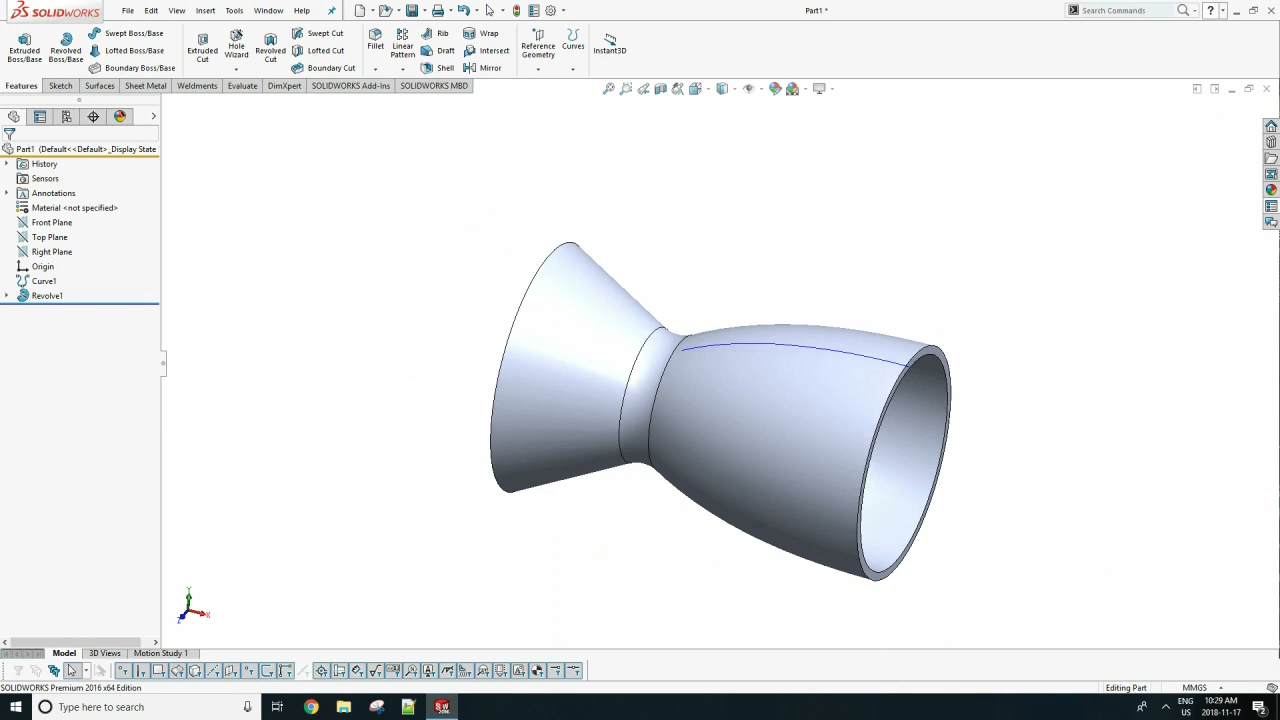 SOLIDWORKS File Edit View Insert Tools Window Help Part1 * Search Commands ?
Extruded Boss/Base Revolved Boss/Base Swept Boss/Base Lofted Boss/Base Boundary Boss/Base Extruded Cut Hole Wizard Revolved Cut Swept Cut Lofted Cut Boundary Cut Fillet Linear Pattern Rib Draft Shell Wrap Intersect Mirror Reference Geometry Curves Instant3D
Features Sketch Surfaces Sheet Metal Weldments Evaluate DimXpert SOLIDWORKS Add-Ins SOLIDWORKS MBD
Part1 (Default<<Default>_Display State
History
Sensors
Annotations
Material <not specified>
Front Plane
Top Plane
Right Plane
Origin
Curve1
Revolve1
Y
X
Z
Model 3D Views Motion Study 1
SOLIDWORKS Premium 2016 x64 Edition Editing Part MMGS
Type here to search ENG US 10:29 AM 2018-11-17 2